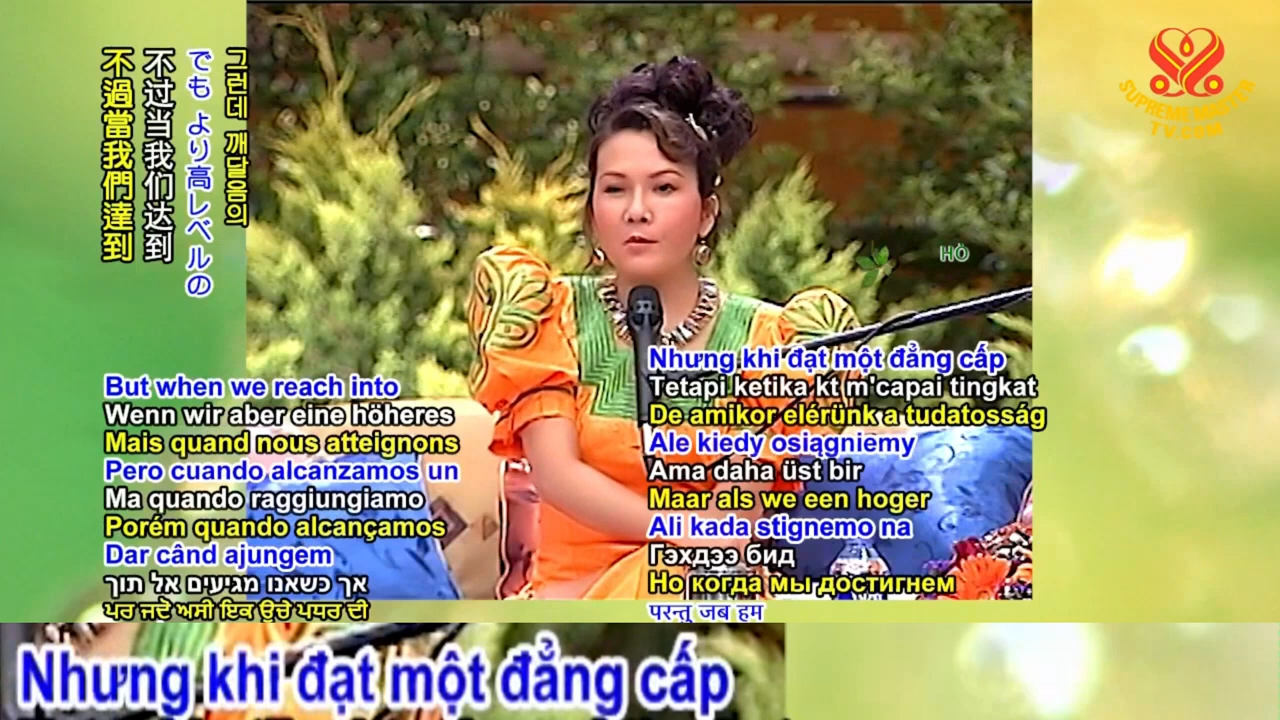 不過當我們達到
不过当我们达到
でも より高レベルの
그런데 깨달음의
SUPREMEMASTER
TV.COM
HÒ
But when we reach into
Wenn wir aber eine höheres
Mais quand nous atteignons
Pero cuando alcanzamos un
Ma quando raggiungiamo
Porém quando alcançamos
Dar când ajungem
אך כשאנו מגיעים אל תוך
ਪਰ ਜਦੋਂ ਅਸੀਂ ਇਕ ਉਚੇ ਪਧਰ ਦੀ
Nhưng khi đạt một đẳng cấp
Tetapi ketika kt m'capai tingkat
De amikor elérünk a tudatosság
Ale kiedy osiągniemy
Ama daha üst bir
Maar als we een hoger
Ali kada stignemo na
Гэхдээ бид
Но когда мы достигнем
परन्तु जब हम
Nhưng khi đạt một đẳng cấp